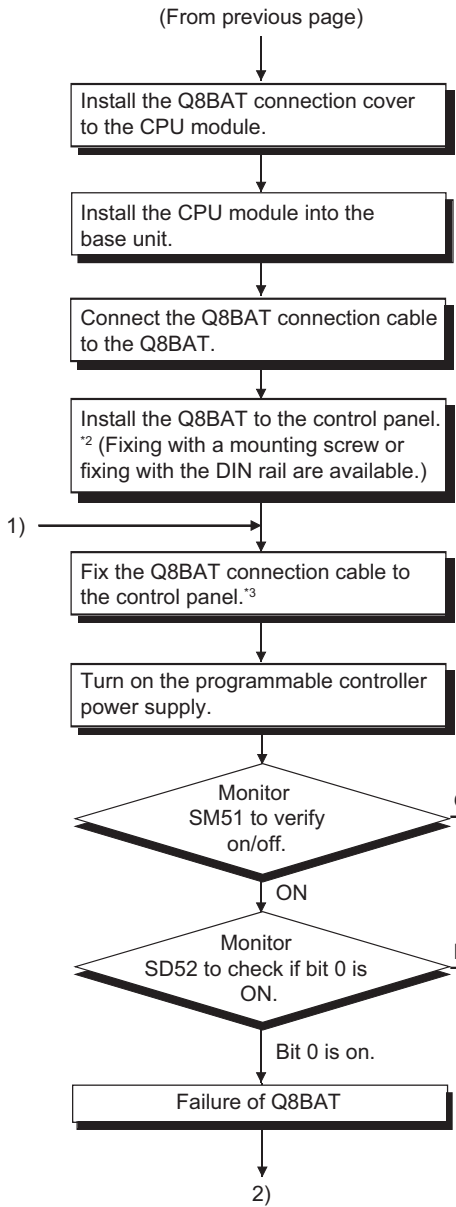 (From previous page)
Install the Q8BAT connection cover
to the CPU module.
Install the CPU module into the
base unit.
Connect the Q8BAT connection cable
to the Q8BAT.
Install the Q8BAT to the control panel.
*2 (Fixing with a mounting screw or
fixing with the DIN rail are available.)
1)
Fix the Q8BAT connection cable to
the control panel.*3
Turn on the programmable controller
power supply.
Monitor
SM51 to verify
on/off.
ON
Monitor
SD52 to check if bit 0 is
ON.
Bit 0 is on.
Failure of Q8BAT
2)